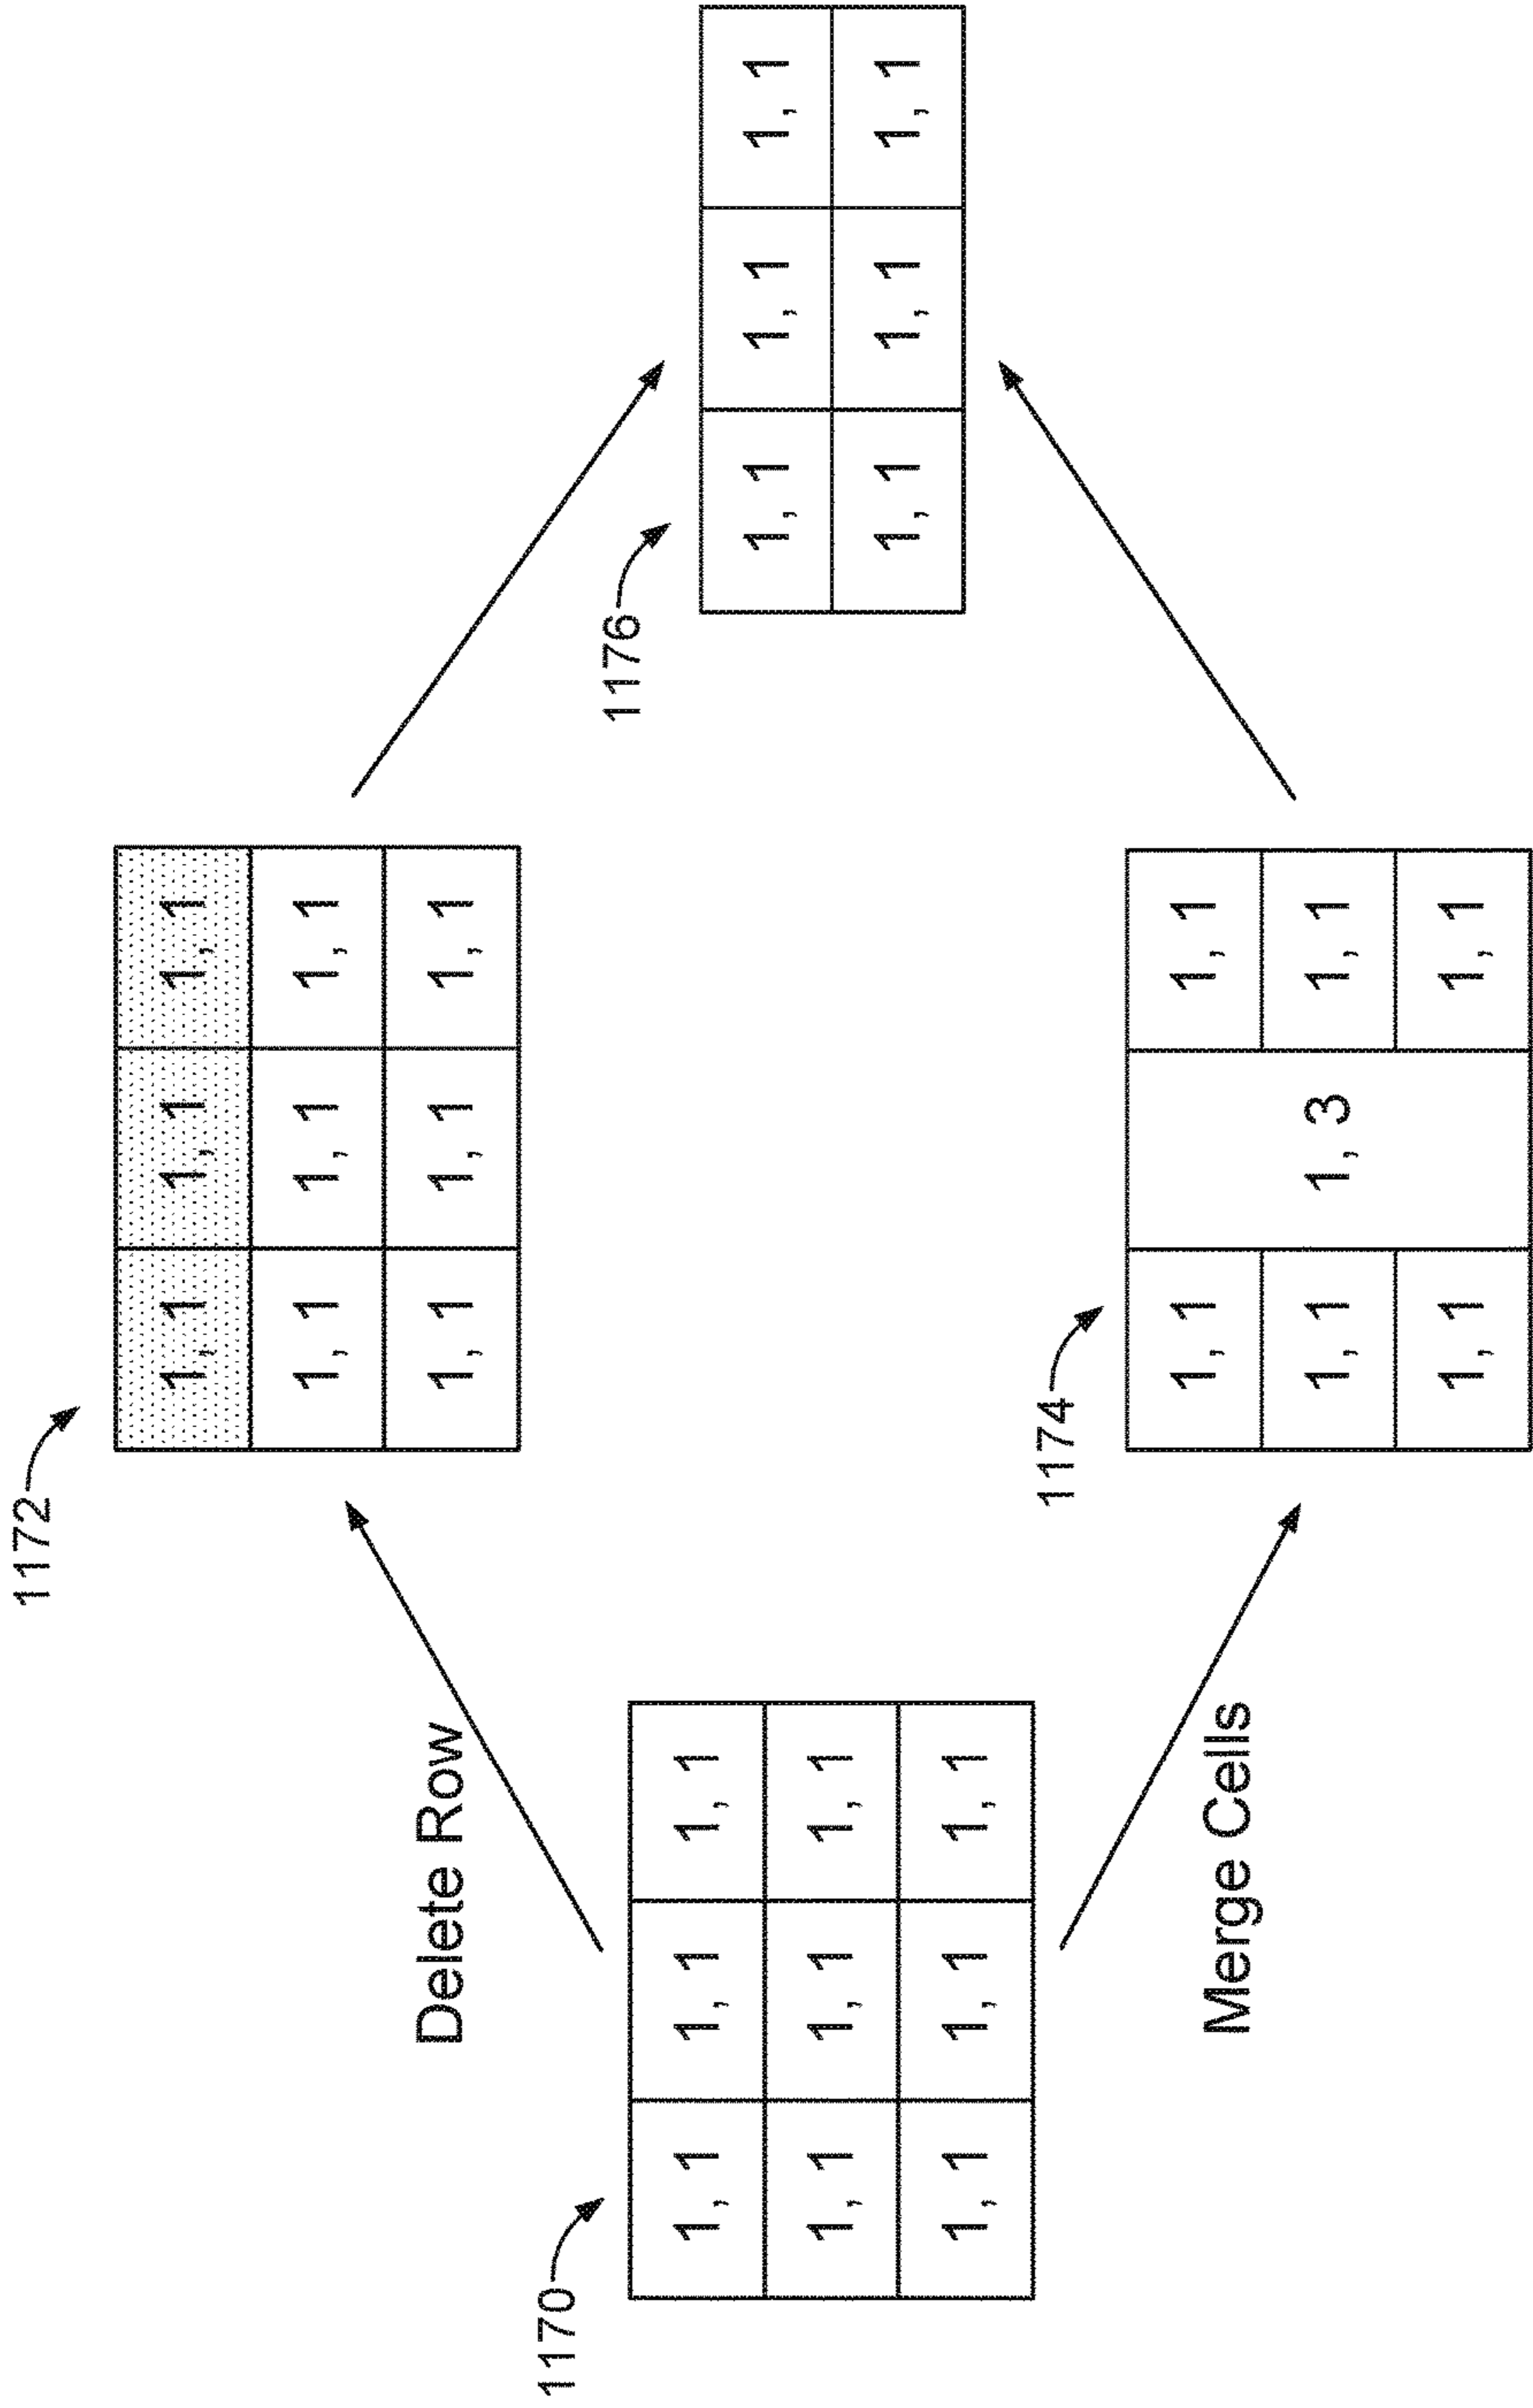 1172
1, 1 1, 1 1, 1
1, 1 1, 1 1, 1
1, 1 1, 1 1, 1
Delete Row
1170
1, 1 1, 1 1, 1
1, 1 1, 1 1, 1
1, 1 1, 1 1, 1
1176
1, 1 1, 1 1, 1
1, 1 1, 1 1, 1
Merge Cells
1174
1, 1 1, 1
1, 1 1, 3 1, 1
1, 1 1, 1